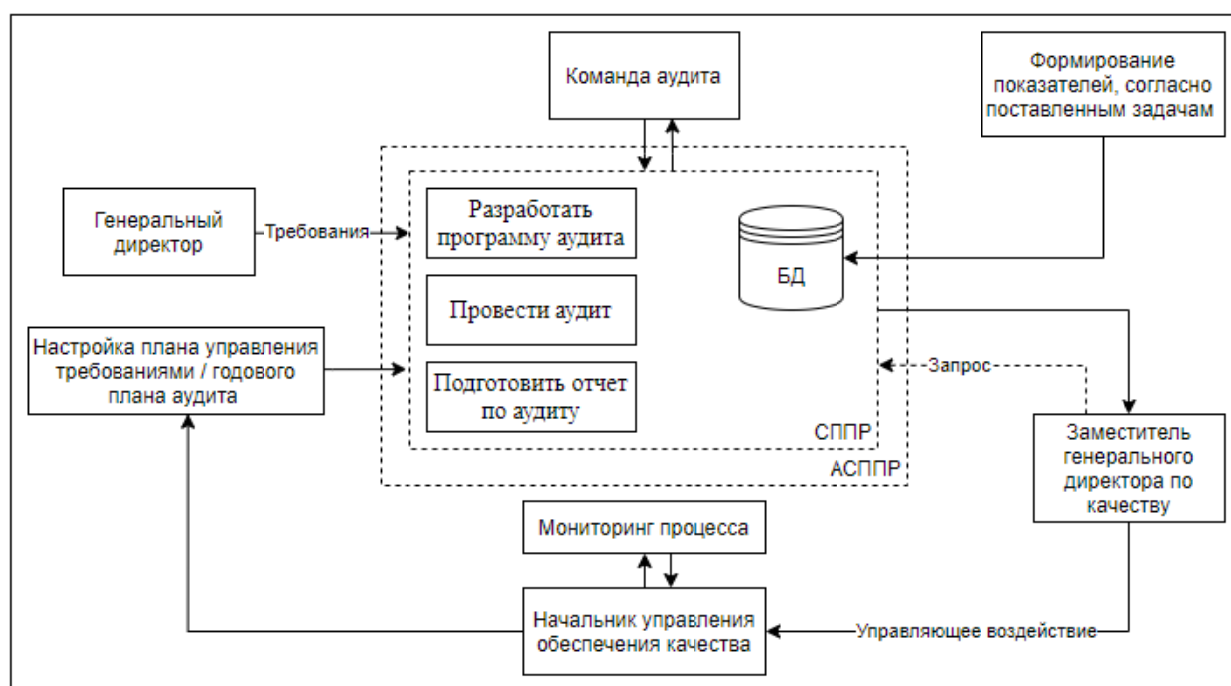 Команда аудита
Формирование
показателей, согласно
поставленным задачам
Генеральный
директор
Требования
Разработать
программу аудита
БД
Провести аудит
Настройка плана управления
требованиями / годового
плана аудита
Подготовить отчет
по аудиту
Запрос
СППР
АСППР
Заместитель
генерального
директора по
качеству
Мониторинг процесса
Начальник управления
обеспечения качества
Управляющее воздействие